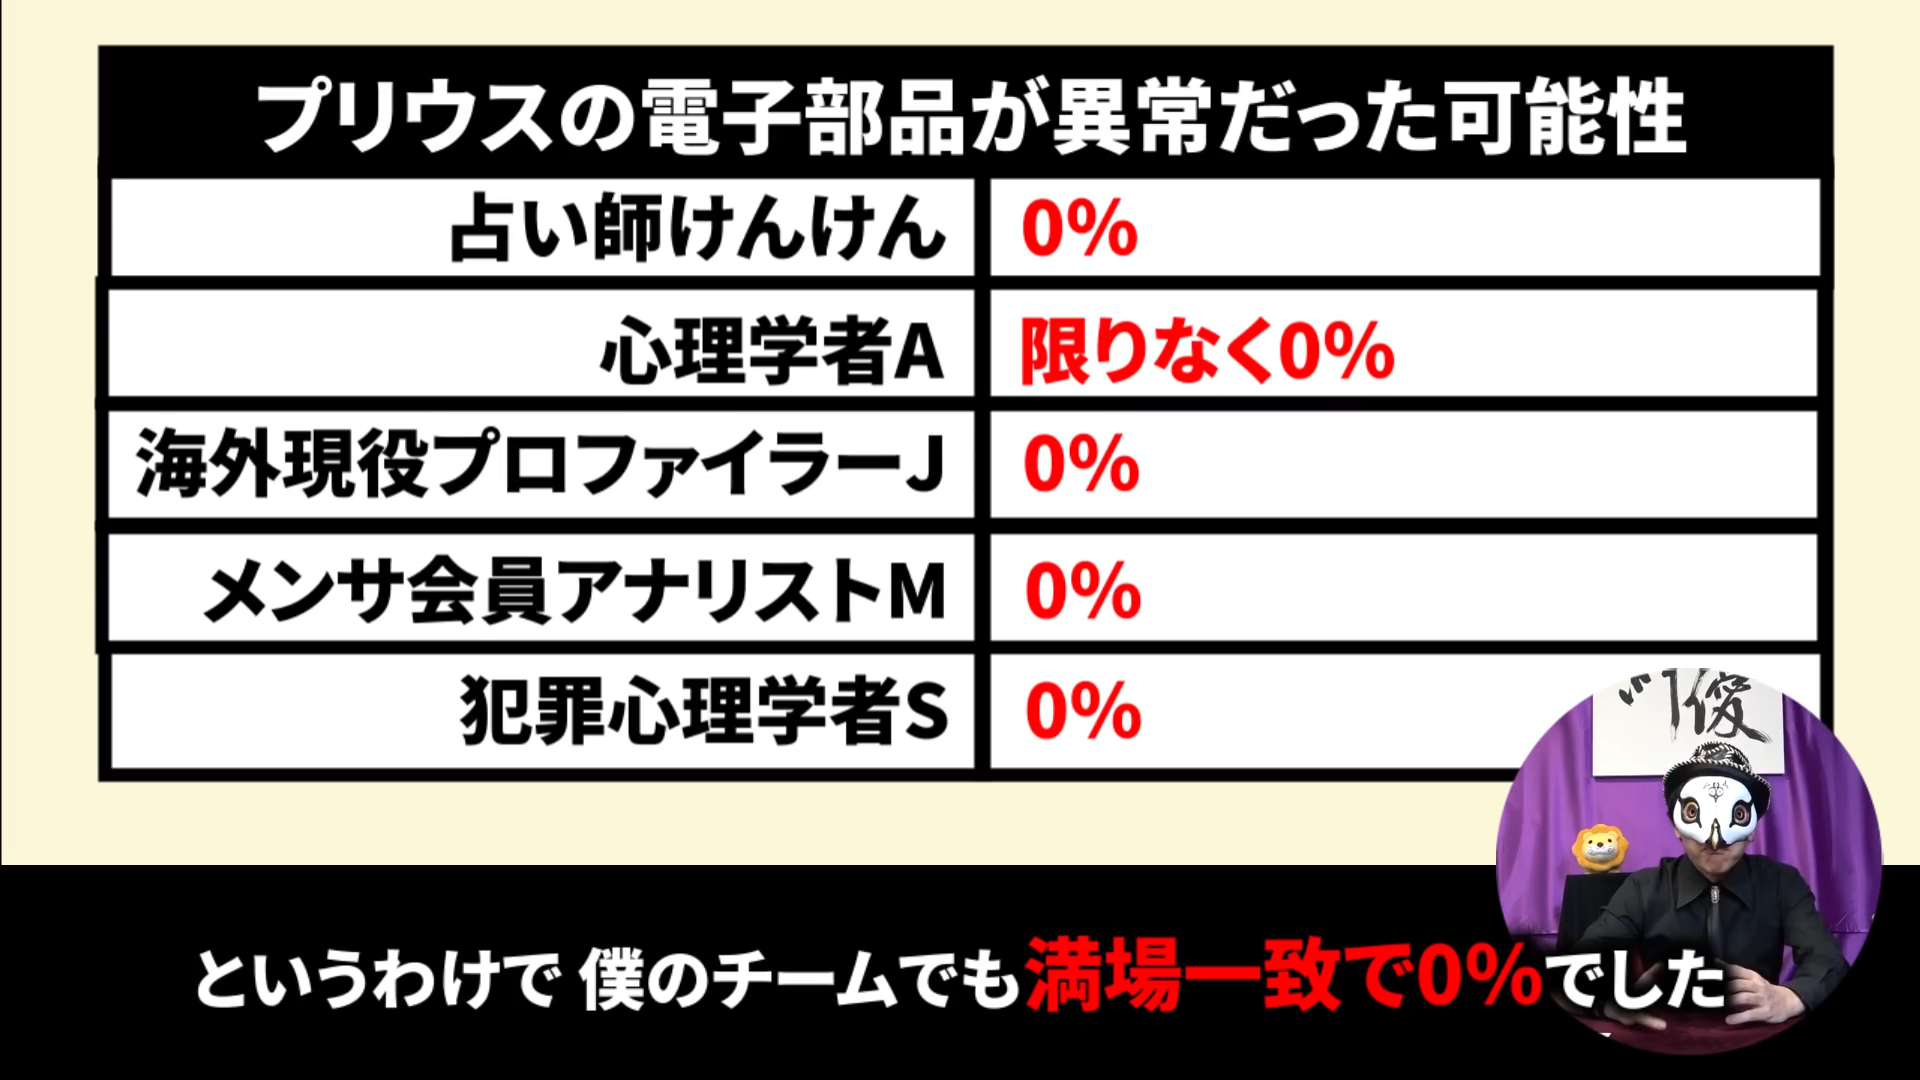 プリウスの電子部品が異常だった可能性
占い師けんけん 0%
心理学者A 限りなく0%
海外現役プロファイラーJ 0%
メンサ会員アナリストM 0%
犯罪心理学者S 0%
というわけで 僕のチームでも満場一致で0%でした